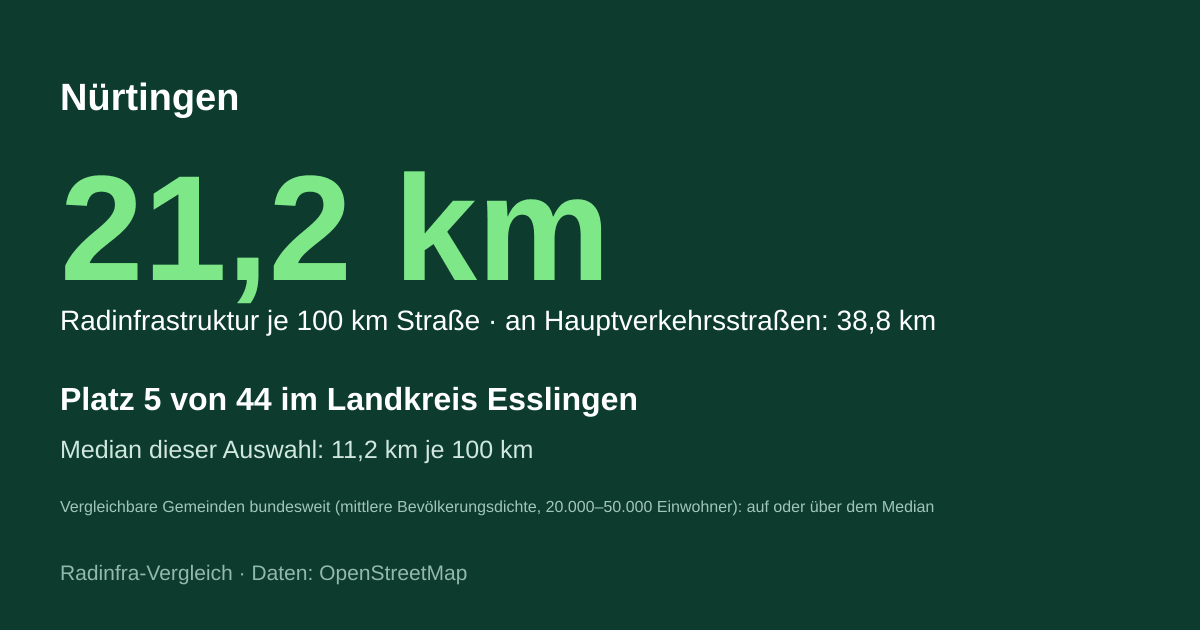 Nürtingen
21,2 km
Radinfrastruktur je 100 km Straße · an Hauptverkehrsstraßen: 38,8 km
Platz 5 von 44 im Landkreis Esslingen
Median dieser Auswahl: 11,2 km je 100 km
Vergleichbare Gemeinden bundesweit (mittlere Bevölkerungsdichte, 20.000–50.000 Einwohner): auf oder über dem Median
Radinfra-Vergleich · Daten: OpenStreetMap